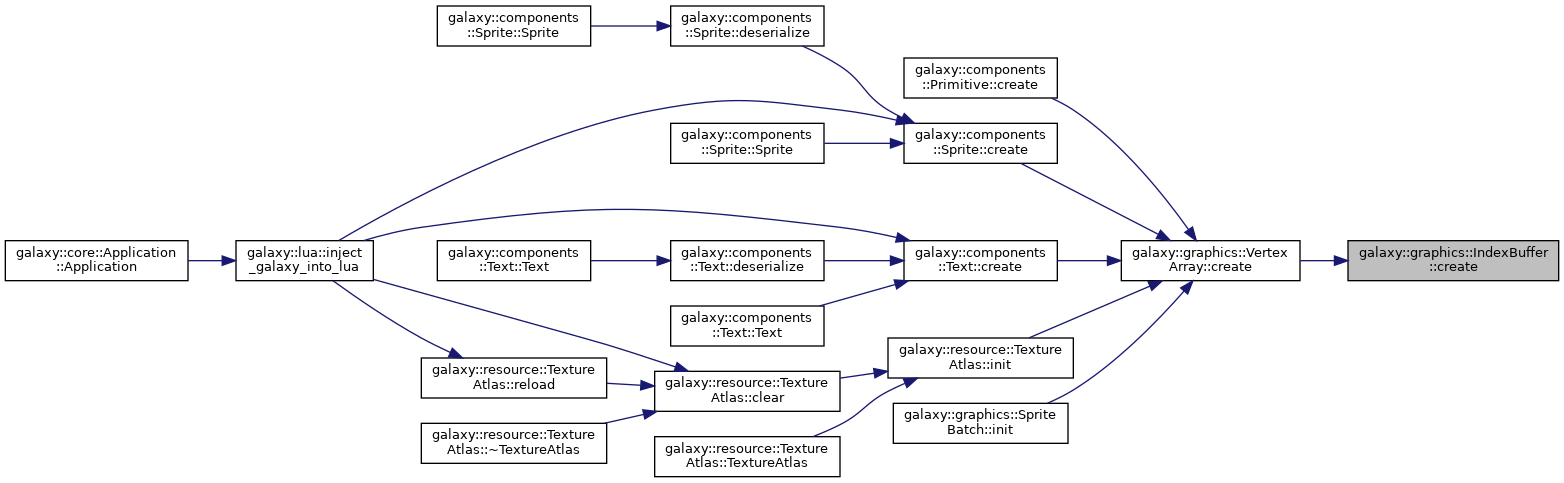 galaxy::components
::Sprite::Sprite
galaxy::components
::Sprite::deserialize
galaxy::components
::Primitive::create
galaxy::components
::Sprite::Sprite
galaxy::components
::Sprite::create
galaxy::core::Application
::Application
galaxy::lua::inject
_galaxy_into_lua
galaxy::components
::Text::Text
galaxy::components
::Text::deserialize
galaxy::components
::Text::create
galaxy::graphics::Vertex
Array::create
galaxy::graphics::IndexBuffer
::create
galaxy::components
::Text::Text
galaxy::resource::Texture
Atlas::reload
galaxy::resource::Texture
Atlas::clear
galaxy::resource::Texture
Atlas::init
galaxy::graphics::Sprite
Batch::init
galaxy::resource::Texture
Atlas::~TextureAtlas
galaxy::resource::Texture
Atlas::TextureAtlas